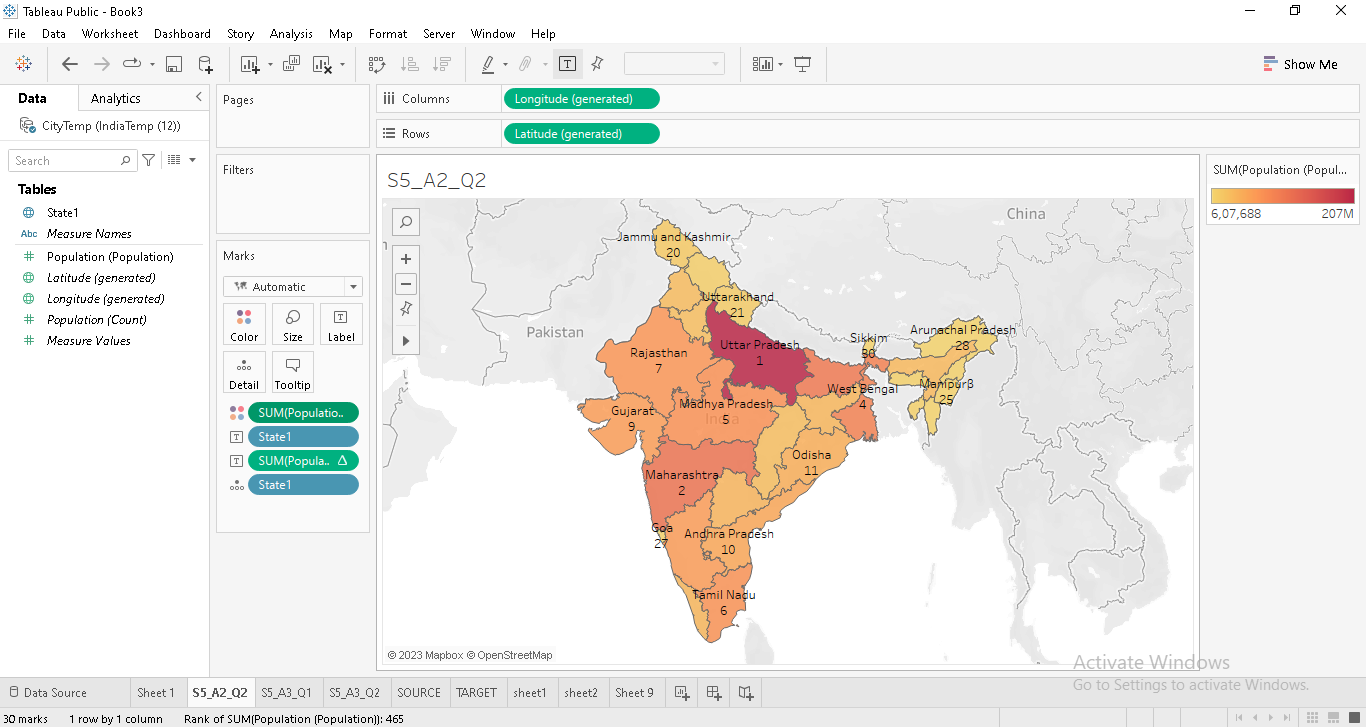 Tableau Public - Book3
File Data Worksheet Dashboard Story Analysis Map Format Server Window Help
Show Me
Data Analytics
CityTemp (IndiaTemp (12))
Search
Tables
State1
Abc Measure Names
Population (Population)
Latitude (generated)
Longitude (generated)
Population (Count)
Measure Values
Pages
Filters
Marks
Automatic
Color Size Label
Detail Tooltip
SUM(Populatio..
State1
SUM(Popula.. Δ
State1
Columns Longitude (generated)
Rows Latitude (generated)
S5_A2_Q2
China
Jammu and Kashmir
20
Uttarakhand
21
Pakistan
Arunachal Pradesh
28
Sikkim
30
Uttar Pradesh
1
Rajasthan
7
Manipur3
25
West Bengal
4
Madhya Pradesh
5
India
Gujarat
9
Odisha
11
Maharashtra
2
Goa
27
Andhra Pradesh
10
Tamil Nadu
6
© 2023 Mapbox © OpenStreetMap
SUM(Population (Popul...
6,07,688 207M
Activate Windows
Go to Settings to activate Windows.
Data Source Sheet 1 S5_A2_Q2 S5_A3_Q1 S5_A3_Q2 SOURCE TARGET sheet1 sheet2 Sheet 9
30 marks 1 row by 1 column Rank of SUM(Population (Population)): 465